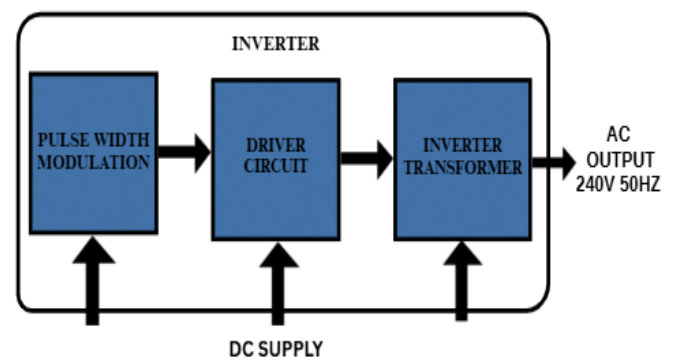 INVERTER
PULSE WIDTH
MODULATION
DRIVER
CIRCUIT
INVERTER
TRANSFORMER
AC
OUTPUT
240V 50HZ
DC SUPPLY